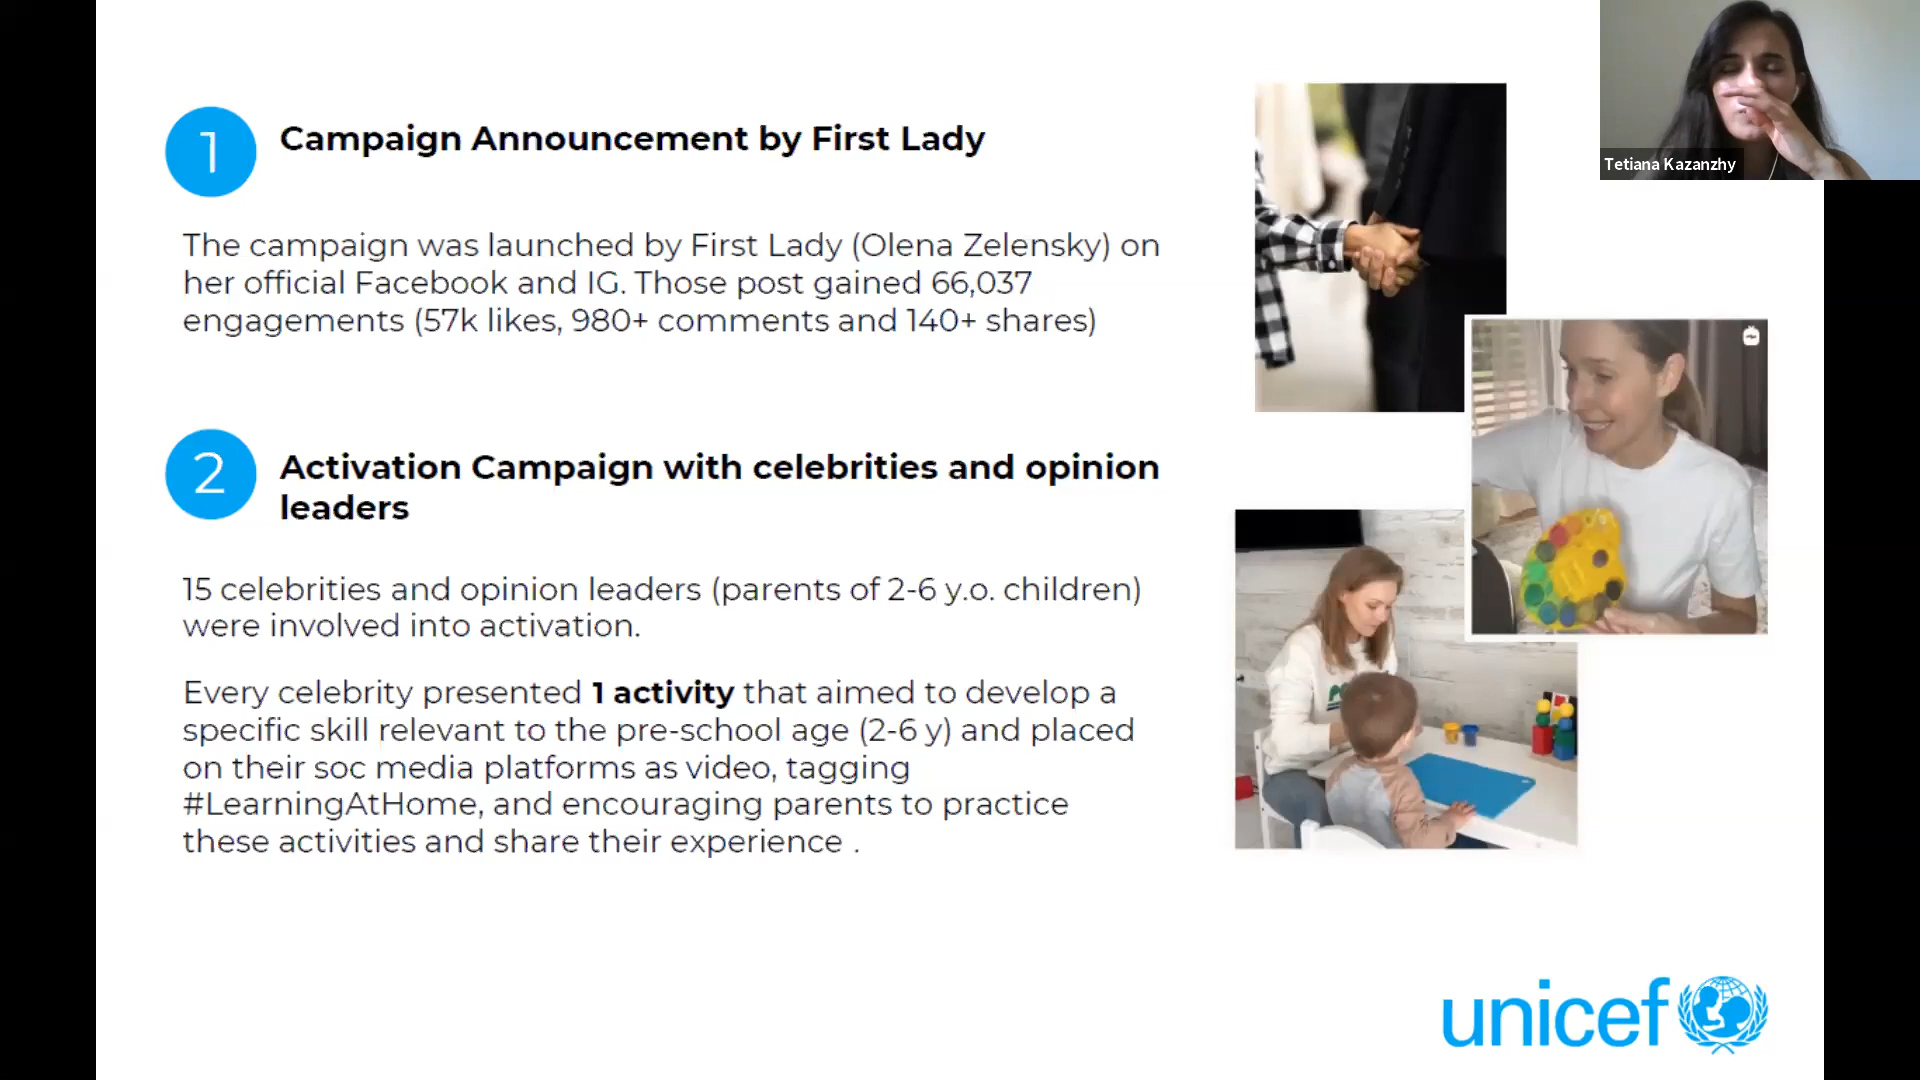 1
Campaign Announcement by First Lady
The campaign was launched by First Lady (Olena Zelensky) on
her official Facebook and IG. Those post gained 66,037
engagements (57k likes, 980+ comments and 140+ shares)
2
Activation Campaign with celebrities and opinion
leaders
15 celebrities and opinion leaders (parents of 2-6 y.o. children)
were involved into activation.
Every celebrity presented 1 activity that aimed to develop a
specific skill relevant to the pre-school age (2-6 y) and placed
on their soc media platforms as video, tagging
#LearningAtHome, and encouraging parents to practice
these activities and share their experience .
Tetiana Kazanzhy
unicef